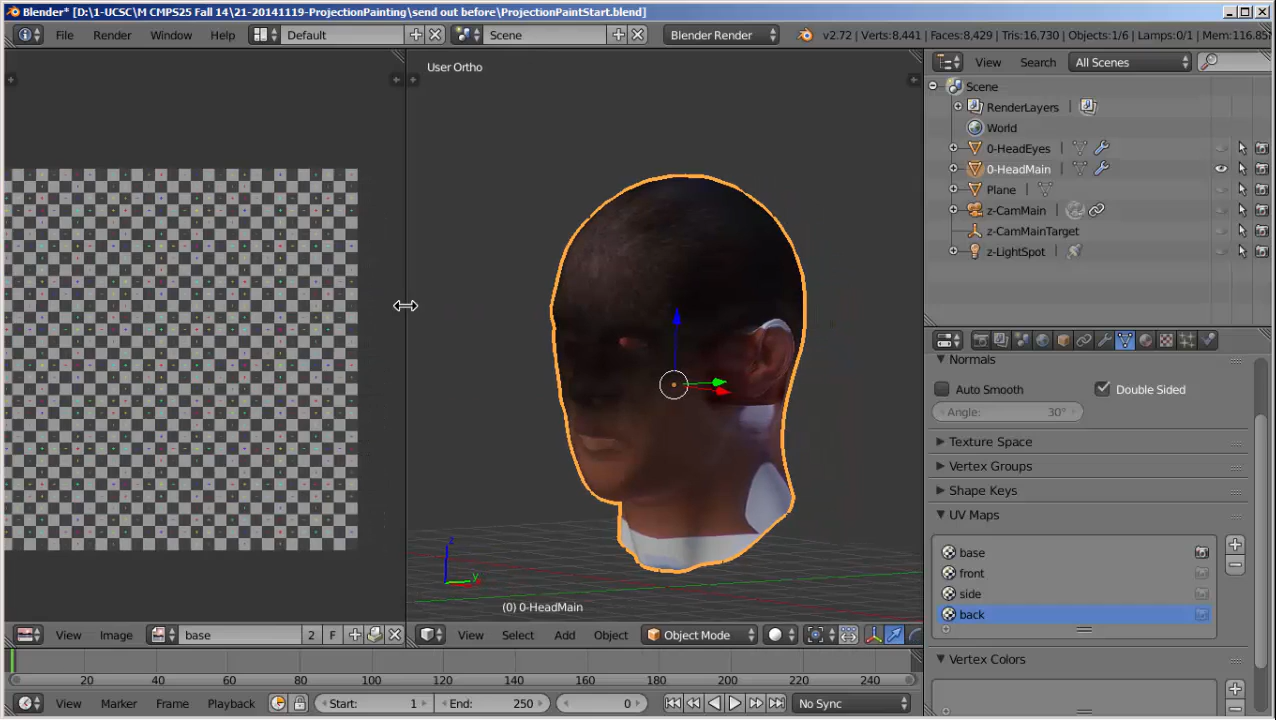 Blender* [D:\1-UCSC\M CMPS25 Fall 14\21-20141119-ProjectionPainting\send out before\ProjectionPaintStart.blend]
File Render Window Help Default Scene Blender Render v2.72 | Verts:8,441 | Faces:8,429 | Tris:16,730 | Objects:1/6 | Lamps:0/1 | Mem:116.85
User Ortho
View Search All Scenes
Scene
RenderLayers
World
0-HeadEyes
0-HeadMain
Plane
z-CamMain
z-CamMainTarget
z-LightSpot
Normals
Auto Smooth Double Sided
Angle: 30°
Texture Space
Vertex Groups
Shape Keys
UV Maps
base
front
side
back
Vertex Colors
z
y
(0) 0-HeadMain
View Image base 2 F
View Select Add Object Object Mode
0 20 40 60 80 100 120 140 160 180 200 220 240
View Marker Frame Playback Start: 1 End: 250 0 No Sync